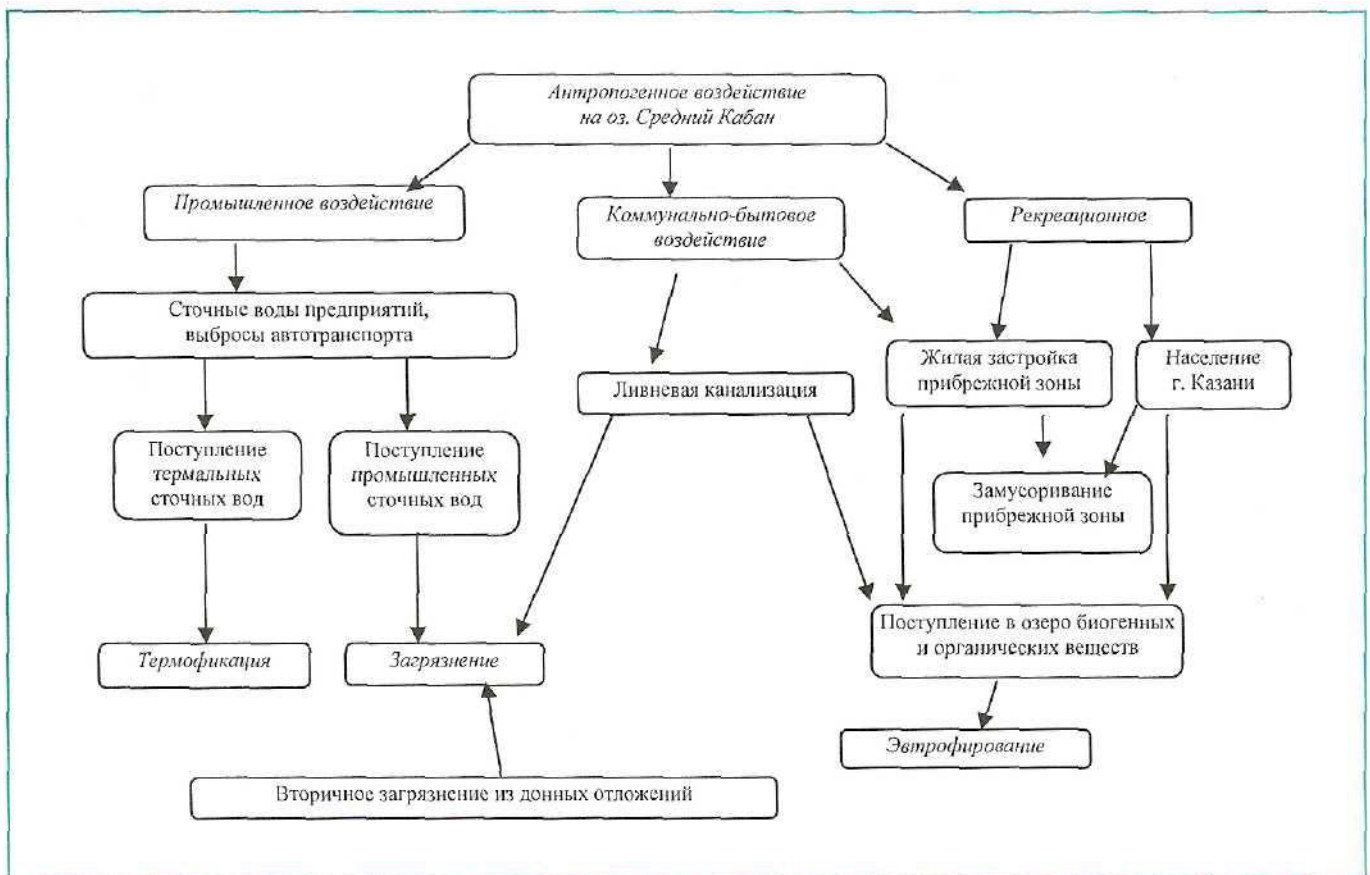 Антропогенное воздействие
на оз. Средний Кабан
Промышленное воздействие
Коммунально-бытовое
воздействие
Рекреационное
Сточные воды предприятий,
выбросы автотранспорта
Ливневая канализация
Жилая застройка
прибрежной зоны
Население
г. Казани
Поступление
термальных
сточных вод
Поступление
промышленных
сточных вод
Замусоривание
прибрежной зоны
Поступление в озеро биогенных
и органических веществ
Термофикация
Загрязнение
Эвтрофирование
Вторичное загрязнение из донных отложений